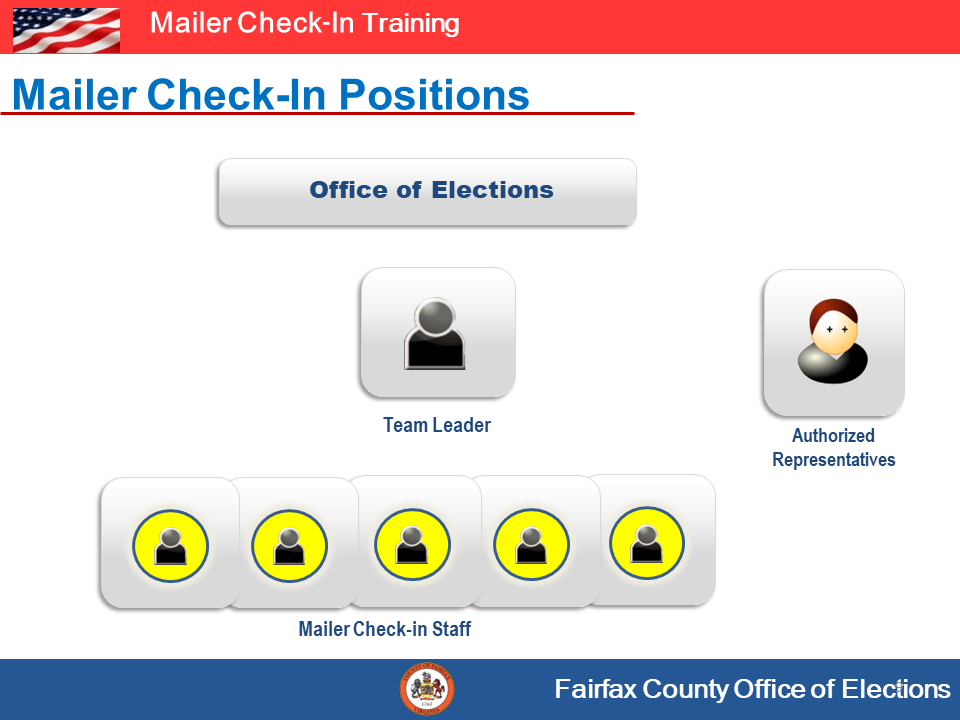 Mailer Check-In Training
Mailer Check-In Positions
Office of Elections
Team Leader
Authorized
Representatives
Mailer Check-in Staff
Fairfax County Office of Elections